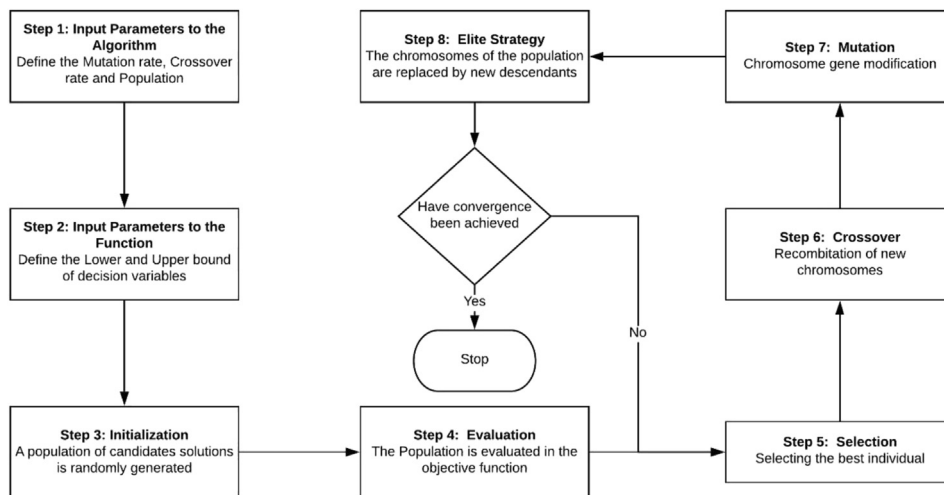 Step 1: Input Parameters to the
Algorithm
Define the Mutation rate, Crossover
rate and Population
Step 2: Input Parameters to the
Function
Define the Lower and Upper bound
of decision variables
Step 3: Initialization
A population of candidates solutions
is randomly generated
Step 4: Evaluation
The Population is evaluated in the
objective function
Step 5: Selection
Selecting the best individual
Step 6: Crossover
Recombitation of new
chromosomes
Step 7: Mutation
Chromosome gene modification
Step 8: Elite Strategy
The chromosomes of the population
are replaced by new descendants
Have convergence
been achieved
Yes
No
Stop